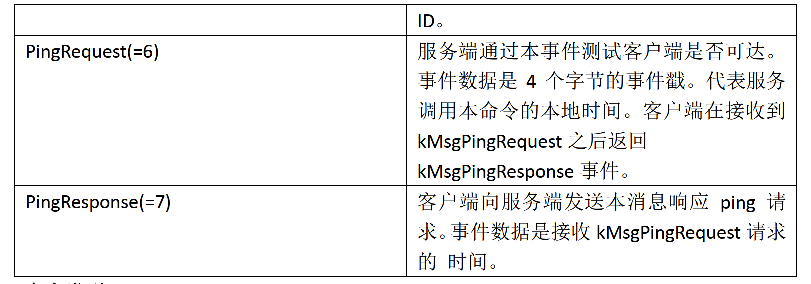 ID。
PingRequest(=6)
服务端通过本事件测试客户端是否可达。
事件数据是 4 个字节的事件戳。代表服务
调用本命令的本地时间。客户端在接收到
kMsgPingRequest 之后返回
kMsgPingResponse 事件。
PingResponse(=7)
客户端向服务端发送本消息响应 ping 请
求。事件数据是接收 kMsgPingRequest 请求
的 时间。